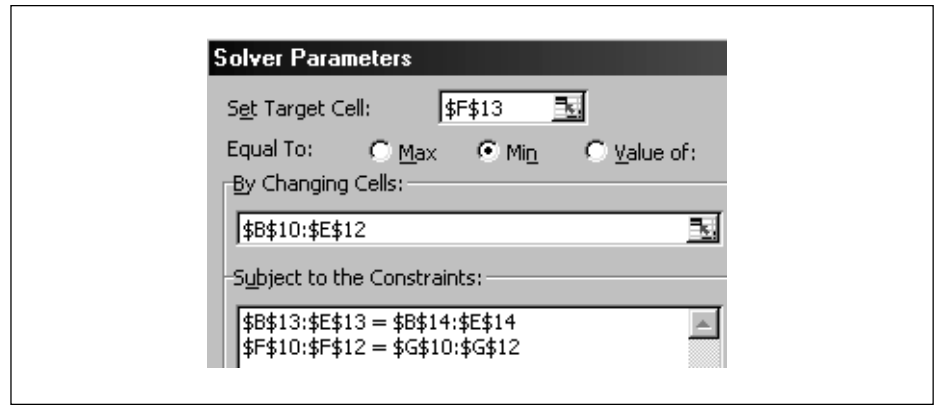 Solver Parameters
Set Target Cell: $F$13
Equal To: Max Min Value of:
By Changing Cells:
$B$10:$E$12
Subject to the Constraints:
$B$13:$E$13 = $B$14:$E$14
$F$10:$F$12 = $G$10:$G$12